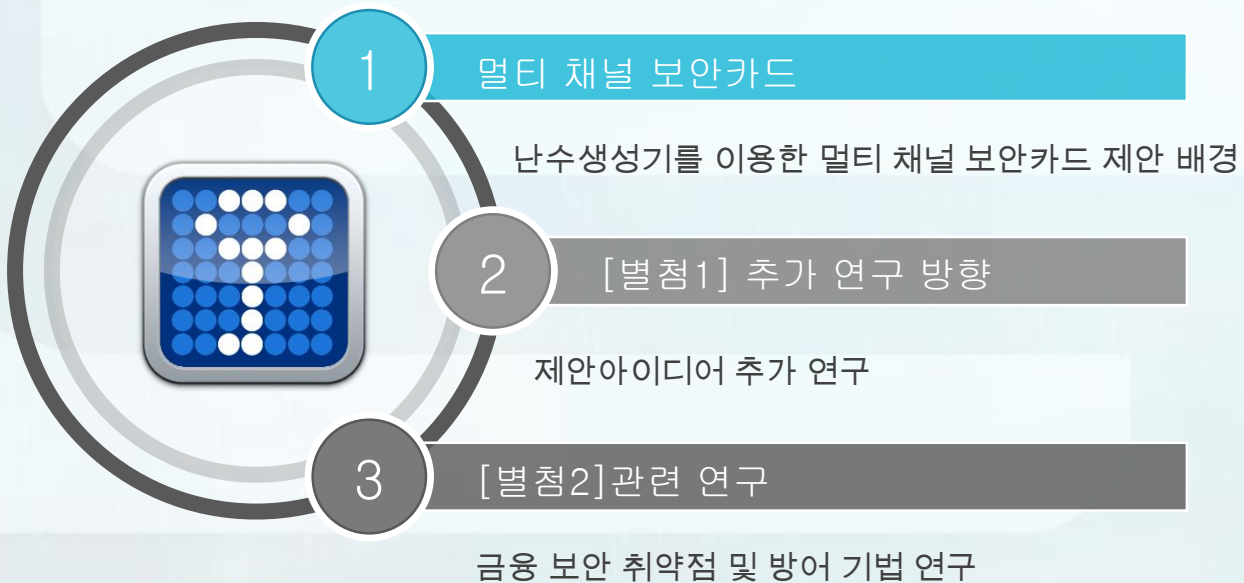 1
멀티 채널 보안카드
난수생성기를 이용한 멀티 채널 보안카드 제안 배경
2
[별첨1] 추가 연구 방향
제안아이디어 추가 연구
3
[별첨2]관련 연구
금융 보안 취약점 및 방어 기법 연구